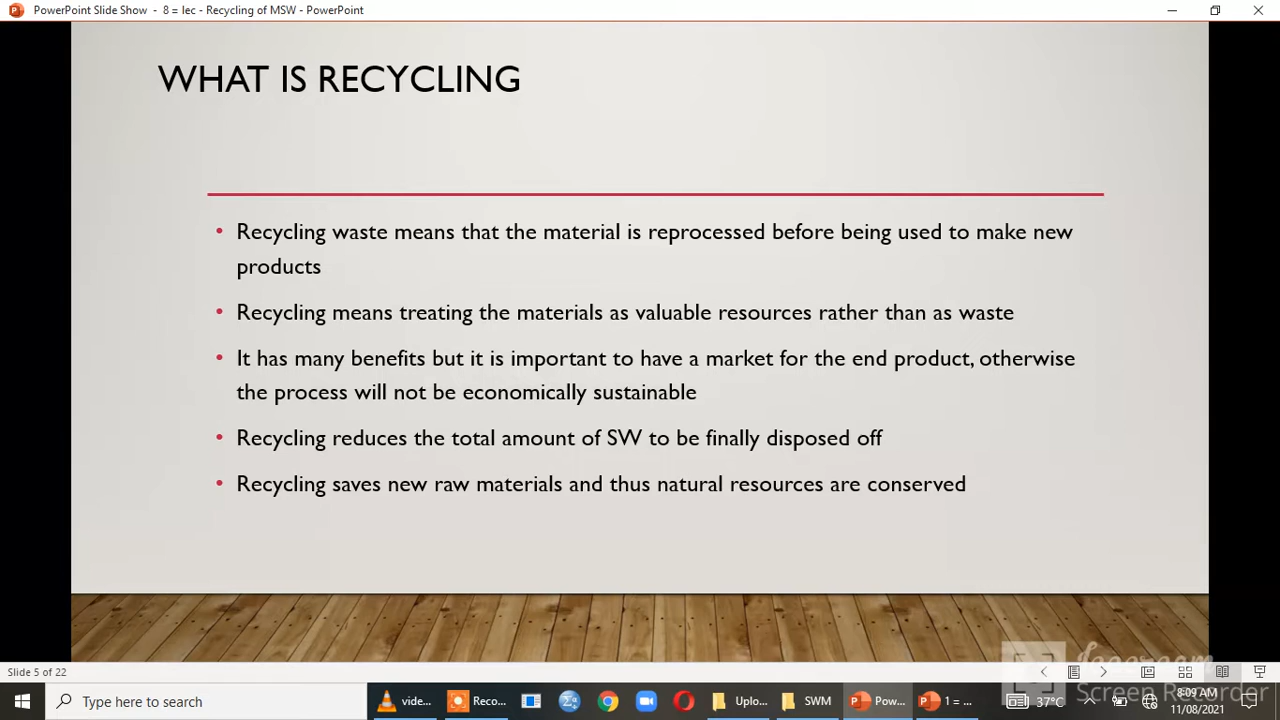 PowerPoint Slide Show - 8 = lec - Recycling of MSW - PowerPoint
WHAT IS RECYCLING
• Recycling waste means that the material is reprocessed before being used to make new
products
• Recycling means treating the materials as valuable resources rather than as waste
• It has many benefits but it is important to have a market for the end product, otherwise
the process will not be economically sustainable
• Recycling reduces the total amount of SW to be finally disposed off
• Recycling saves new raw materials and thus natural resources are conserved
Slide 5 of 22
Screen Recorder
Type here to search
vide...
Reco...
Uplo...
SWM
Pow...
1 = ...
37°C
8:09 AM
11/08/2021